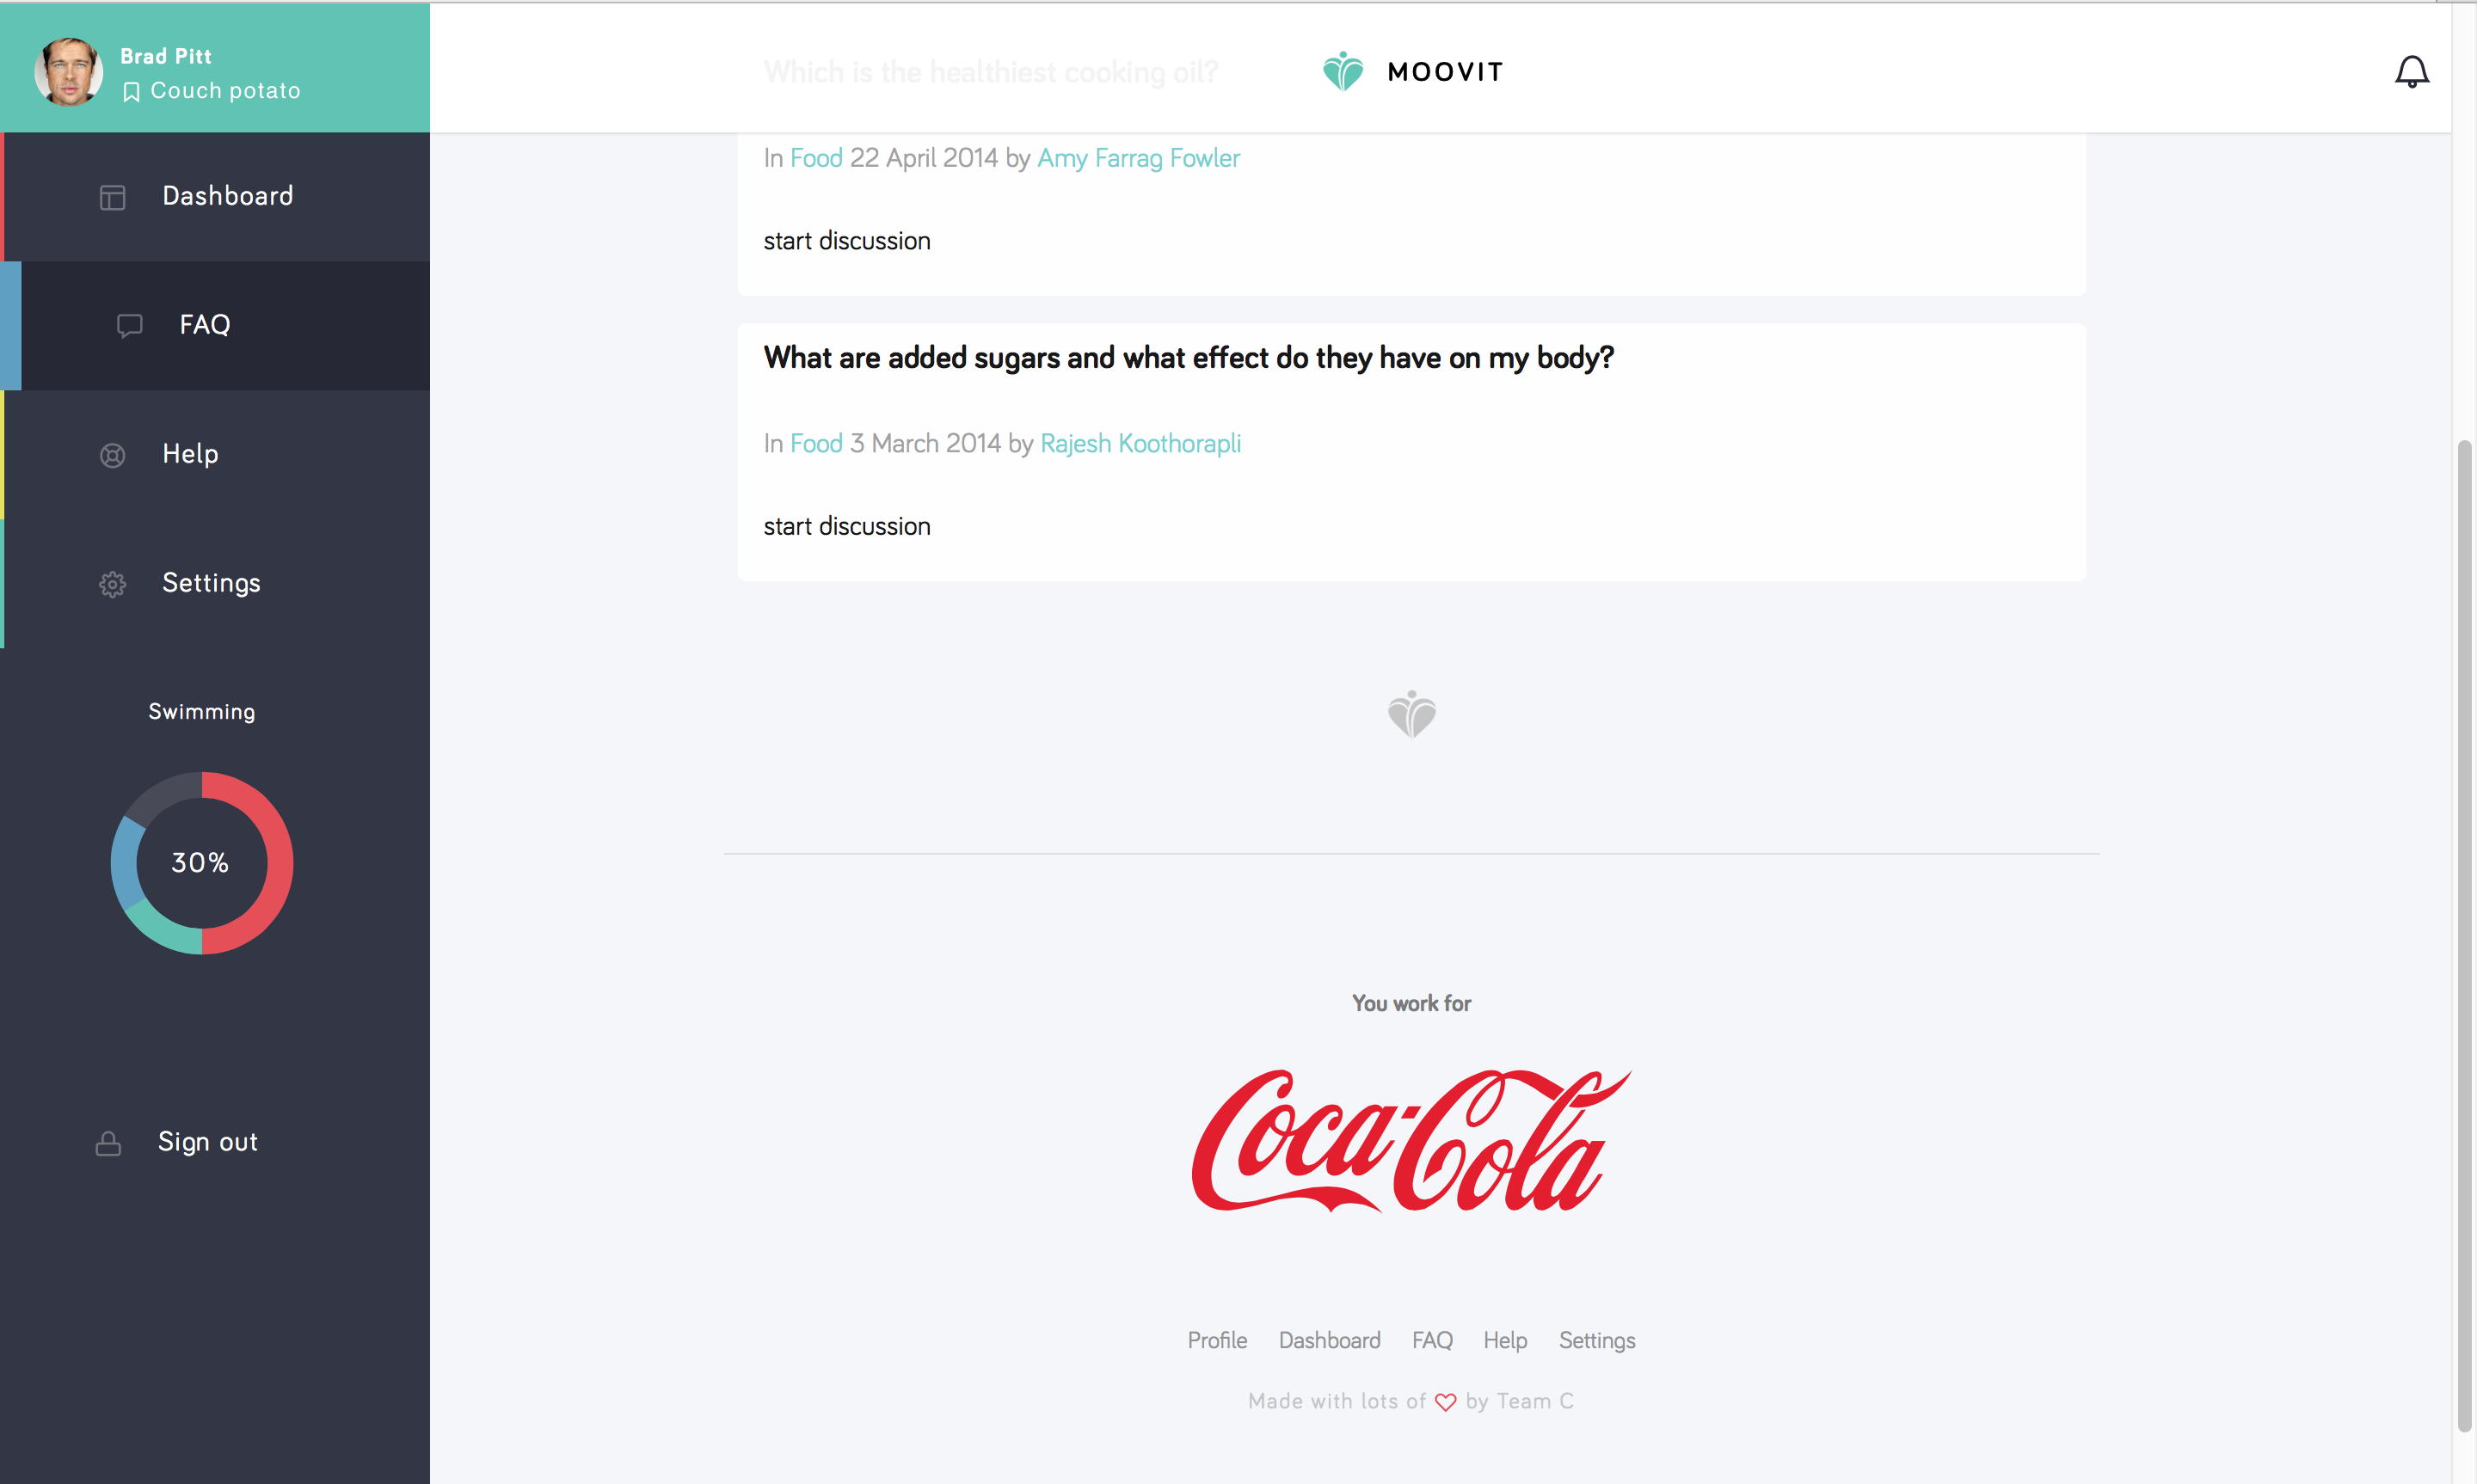 Brad Pitt
Couch potato
Dashboard
FAQ
Help
Settings
Swimming
30%
Sign out
Which is the healthiest cooking oil?
MOOVIT
In Food 22 April 2014 by Amy Farrag Fowler
start discussion
What are added sugars and what effect do they have on my body?
In Food 3 March 2014 by Rajesh Koothorapli
start discussion
You work for
Coca-Cola
Profile Dashboard FAQ Help Settings
Made with lots of by Team C